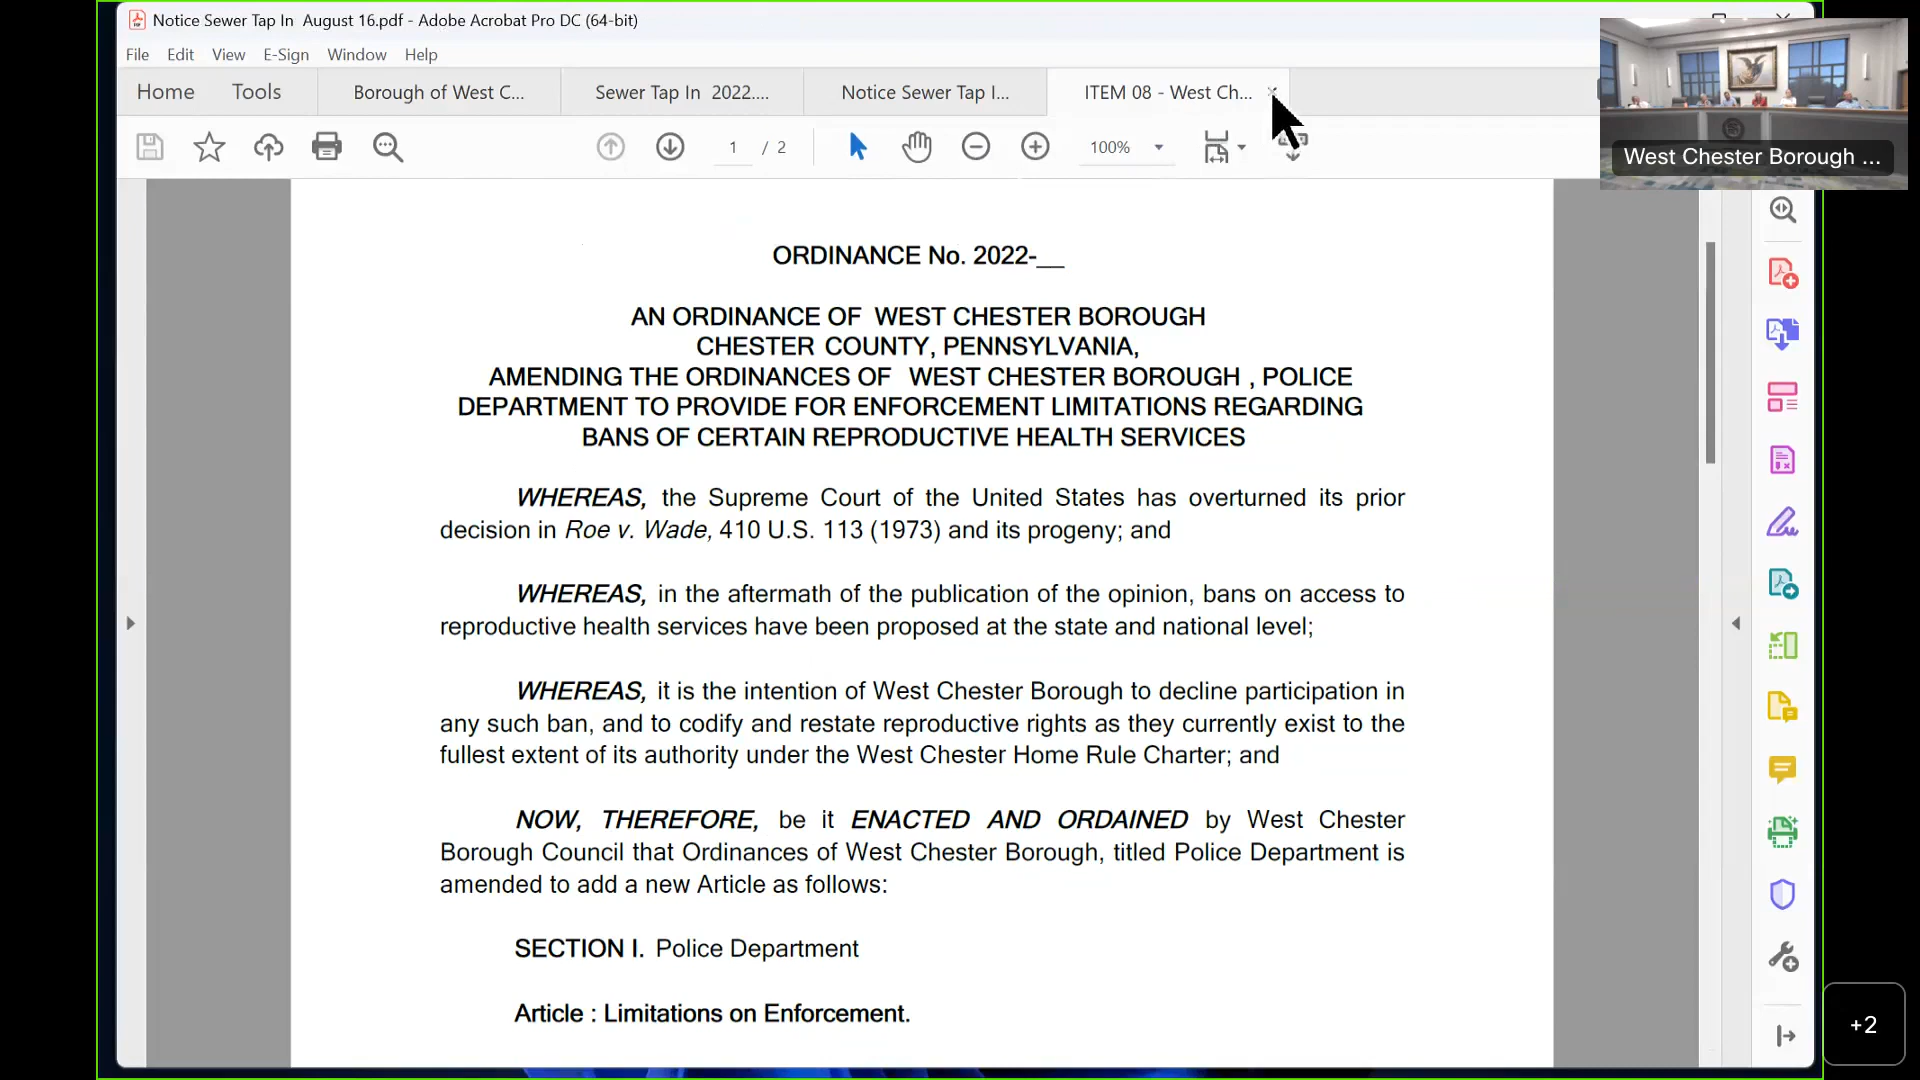 Notice Sewer Tap In  August 16.pdf - Adobe Acrobat Pro DC (64-bit)
File Edit View E-Sign Window Help
Home Tools Borough of West C... Sewer Tap In  2022.... Notice Sewer Tap I... ITEM 08 - West Ch...
1 / 2 100%
West Chester Borough ...
ORDINANCE No. 2022-__
AN ORDINANCE OF WEST CHESTER BOROUGH
CHESTER COUNTY, PENNSYLVANIA,
AMENDING THE ORDINANCES OF WEST CHESTER BOROUGH , POLICE
DEPARTMENT TO PROVIDE FOR ENFORCEMENT LIMITATIONS REGARDING
BANS OF CERTAIN REPRODUCTIVE HEALTH SERVICES
WHEREAS, the Supreme Court of the United States has overturned its prior
decision in Roe v. Wade, 410 U.S. 113 (1973) and its progeny; and
WHEREAS, in the aftermath of the publication of the opinion, bans on access to
reproductive health services have been proposed at the state and national level;
WHEREAS, it is the intention of West Chester Borough to decline participation in
any such ban, and to codify and restate reproductive rights as they currently exist to the
fullest extent of its authority under the West Chester Home Rule Charter; and
NOW, THEREFORE, be it ENACTED AND ORDAINED by West Chester
Borough Council that Ordinances of West Chester Borough, titled Police Department is
amended to add a new Article as follows:
SECTION I. Police Department
Article : Limitations on Enforcement.
+2